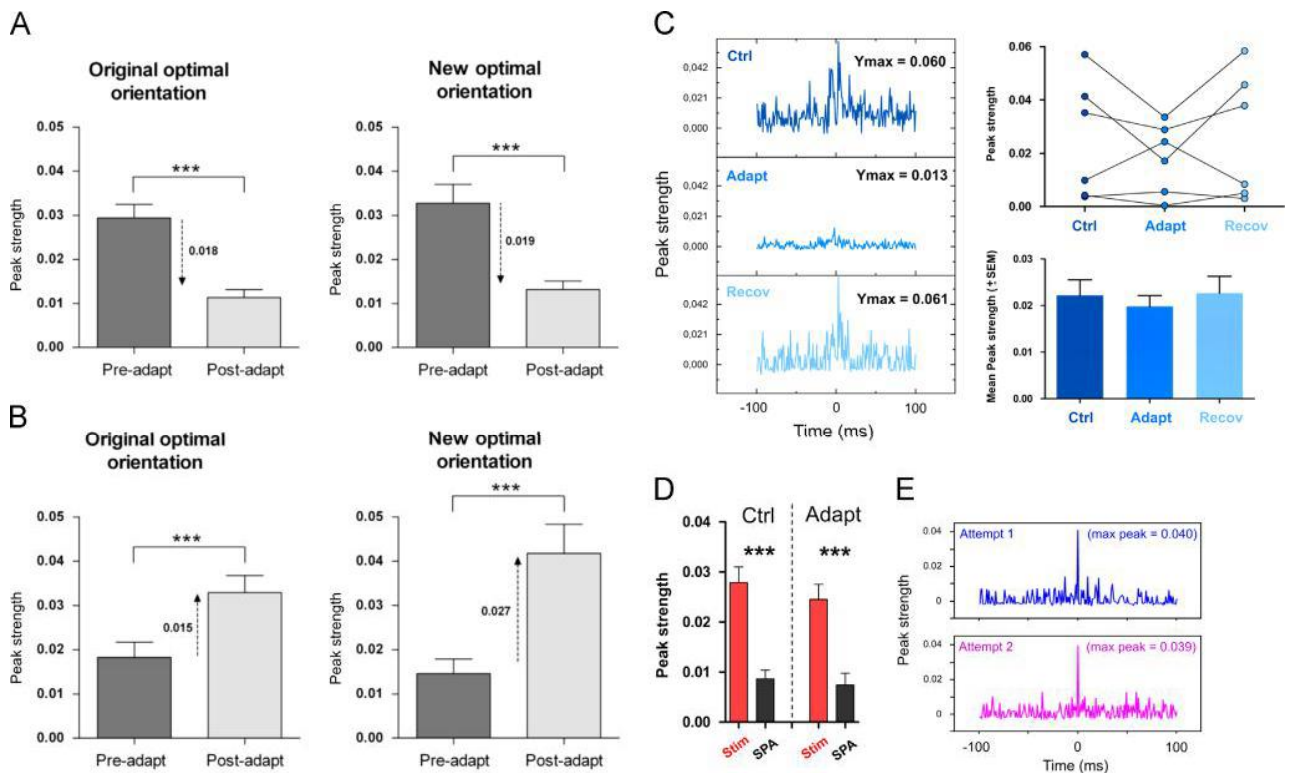 A
Original optimal
orientation
Peak strength
0.05
0.04
0.03
0.02
0.01
0.00
***
0.018
Pre-adapt
Post-adapt
New optimal
orientation
Peak strength
0.05
0.04
0.03
0.02
0.01
0.00
***
0.019
Pre-adapt
Post-adapt
B
Original optimal
orientation
Peak strength
0.05
0.04
0.03
0.02
0.01
0.00
***
0.015
Pre-adapt
Post-adapt
New optimal
orientation
Peak strength
0.05
0.04
0.03
0.02
0.01
0.00
***
0.027
Pre-adapt
Post-adapt
C
Peak strength
Ctrl
Ymax = 0.060
0,042
0,021
0,000
Adapt
Ymax = 0.013
0,042
0,021
0,000
Recov
Ymax = 0.061
0,042
0,021
0,000
-100
0
100
Time (ms)
Peak strength
0.06
0.04
0.02
0.00
Ctrl
Adapt
Recov
Mean Peak strength (±SEM)
0.03
0.02
0.01
0.00
Ctrl
Adapt
Recov
D
Peak strength
0.04
0.03
0.02
0.01
0.00
Ctrl
Adapt
***
***
Stim
SPA
Stim
SPA
E
Peak strength
Attempt 1
(max peak = 0.040)
0.04
0.02
0
Attempt 2
(max peak = 0.039)
0.04
0.02
0
-100
0
100
Time (ms)